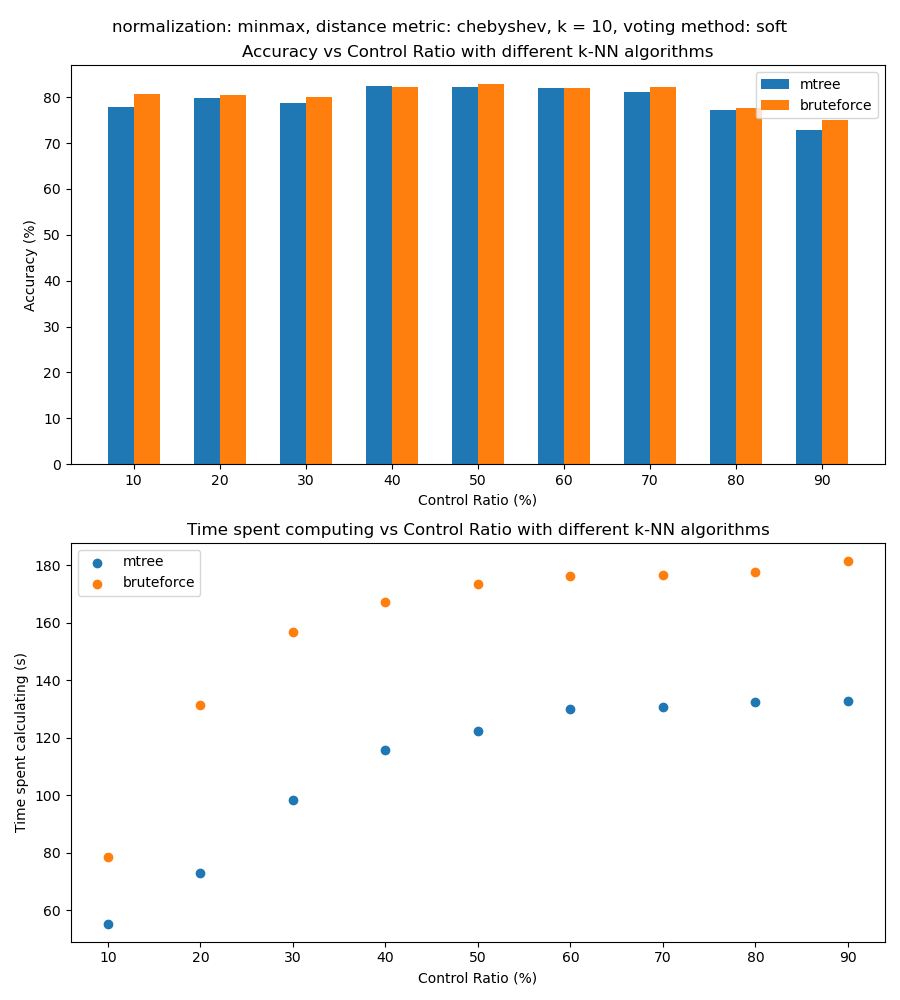 normalization: minmax, distance metric: chebyshev, k = 10, voting method: soft
Accuracy vs Control Ratio with different k-NN algorithms
mtree
bruteforce
Accuracy (%)
80
70
60
50
40
30
20
10
0
10 20 30 40 50 60 70 80 90
Control Ratio (%)
Time spent computing vs Control Ratio with different k-NN algorithms
mtree
bruteforce
Time spent calculating (s)
180
160
140
120
100
80
60
10 20 30 40 50 60 70 80 90
Control Ratio (%)